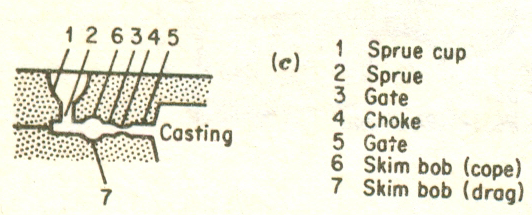 1 2 6 3 4 5
Casting
7
(c)
1 Sprue cup
2 Sprue
3 Gate
4 Choke
5 Gate
6 Skim bob (cope)
7 Skim bob (drag)